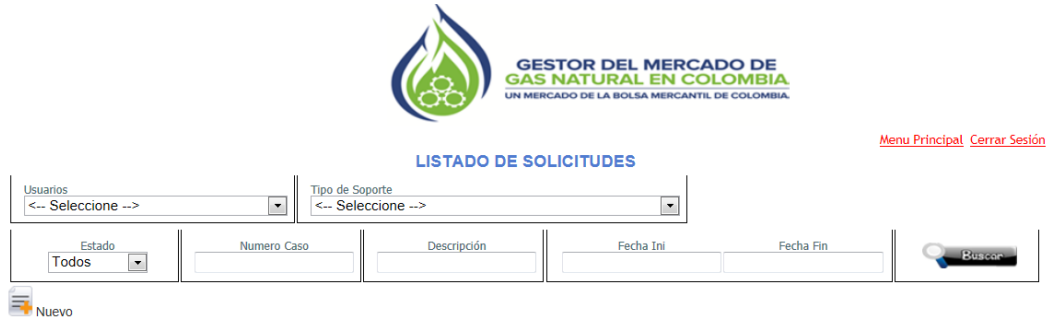 GESTOR DEL MERCADO DE
GAS NATURAL EN COLOMBIA
UN MERCADO DE LA BOLSA MERCANTIL DE COLOMBIA.
Menu Principal Cerrar Sesión
LISTADO DE SOLICITUDES
Usuarios Tipo de Soporte
<-- Seleccione --> <-- Seleccione -->
Estado Numero Caso Descripción Fecha Ini Fecha Fin
Todos Buscar
Nuevo